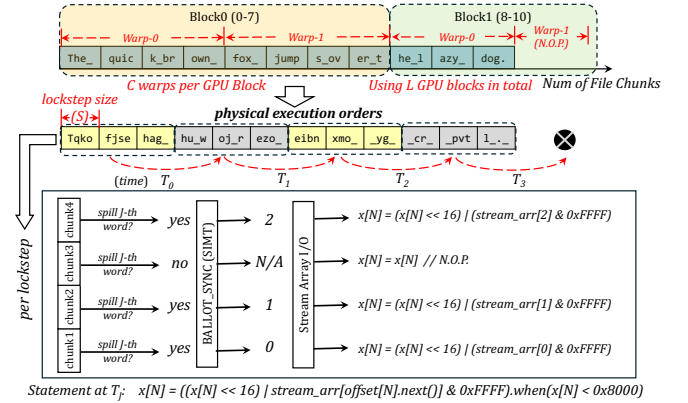 Block0 (0-7)
Block1 (8-10)
Warp-0
Warp-1
Warp-0
Warp-1
(N.O.P.)
The_ quic k_br own_ fox_ jump s_ov er_t he_l azy_ dog.
C warps per GPU Block
Using L GPU blocks in total
Num of File Chunks
lockstep size
(S)
physical execution orders
Tqko fjse hag_ hu_w oj_r ezo_ eibn xmo_ _yg_ _cr_ _pvt l_._
(time) T0 T1 T2 T3
per lockstep
chunk4
spill J-th
word?
yes
2
x[N] = (x[N] << 16) | (stream_arr[2] & 0xFFFF)
chunk3
no
N/A
x[N] = x[N] // N.O.P.
chunk2
spill J-th
word?
yes
1
x[N] = (x[N] << 16) | (stream_arr[1] & 0xFFFF)
chunk1
spill J-th
word?
yes
0
x[N] = (x[N] << 16) | (stream_arr[0] & 0xFFFF)
BALLOT_SYNC (SIMT)
Stream Array I/O
Statement at Tj: x[N] = ((x[N] << 16) | stream_arr[offset[N].next()] & 0xFFFF).when(x[N] < 0x8000)